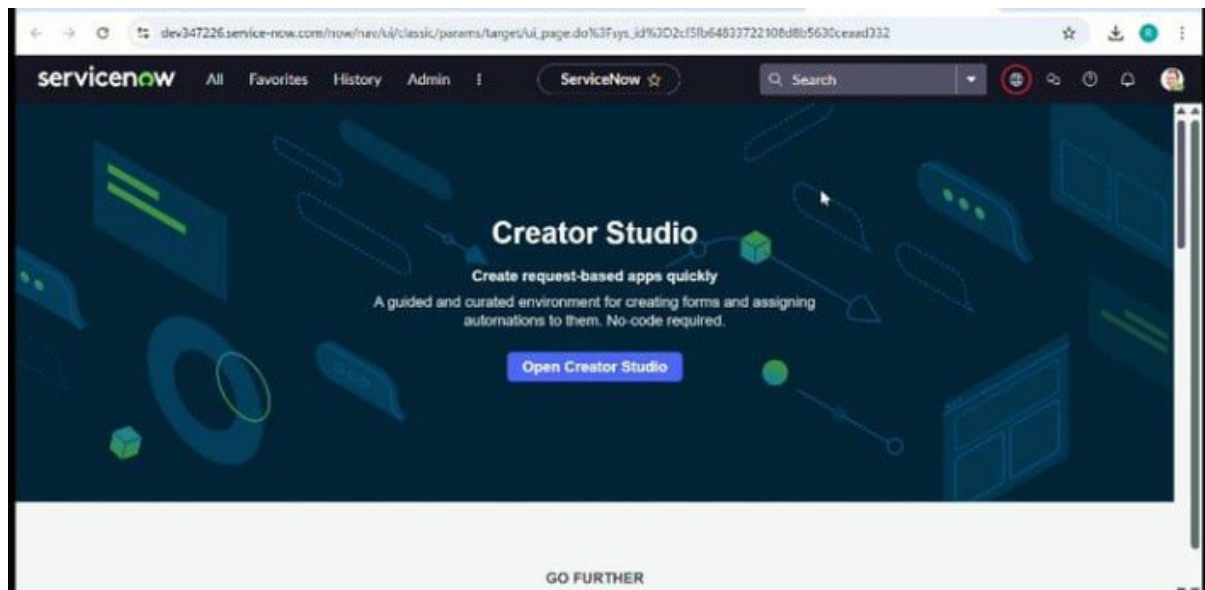 dev347226.service-now.com/now/nav/ui/classic/params/target/ui_page.do%3Fsys_id%3D2cf5fb64833722108d8b5630ceaad332
servicenow All Favorites History Admin ServiceNow Search
Creator Studio
Create request-based apps quickly
A guided and curated environment for creating forms and assigning
automations to them. No-code required.
Open Creator Studio
GO FURTHER